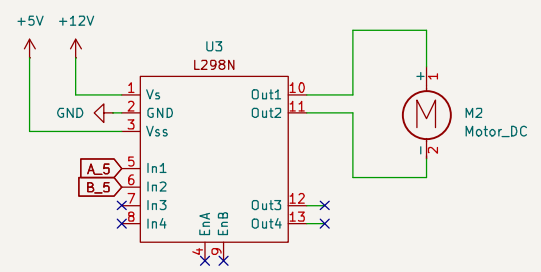 +5V +12V
U3
L298N
1 Vs Out1 10
GND 2 GND Out2 11
3 Vss
+ 1
M
M2
Motor_DC
- 2
A_5 5 In1
B_5 6 In2
7 In3 Out3 12
8 In4 Out4 13
EnA EnB
4 9